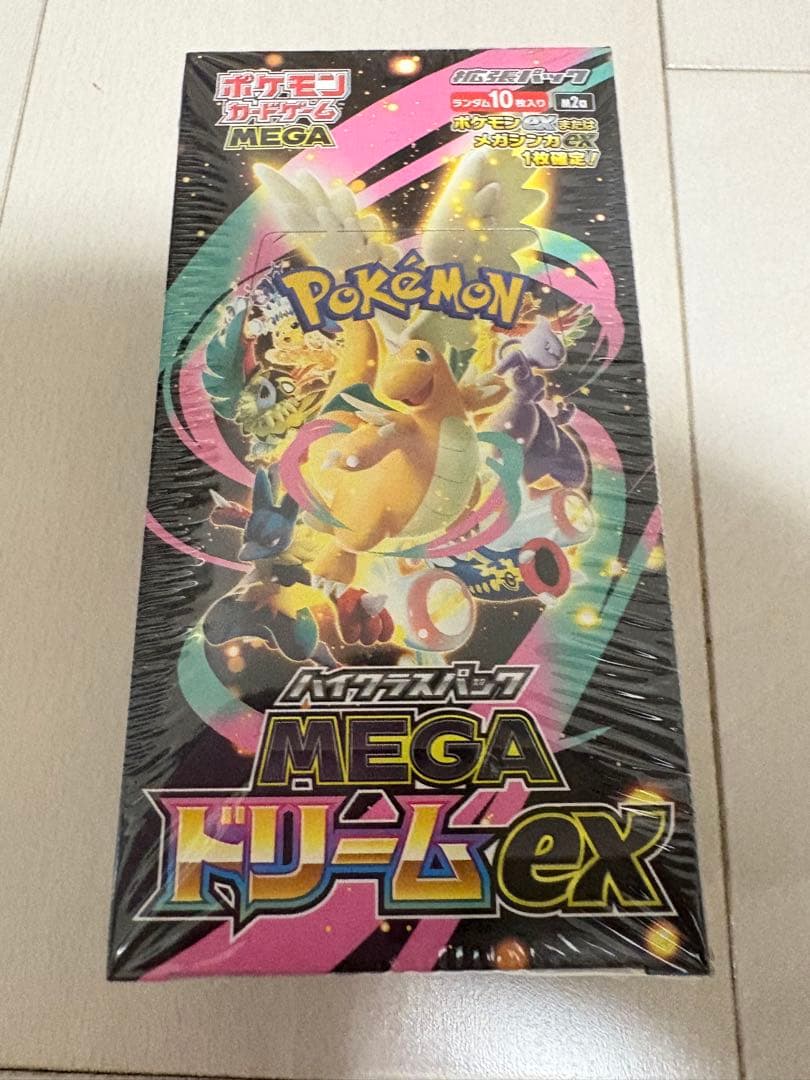 ポケモン
カードゲーム
MEGA
拡張パック
ランダム10枚入り
ポケモンexまたは
メガシンカex
1枚確定!
POKéMON
ハイクラスパック
MEGA
ドリームex